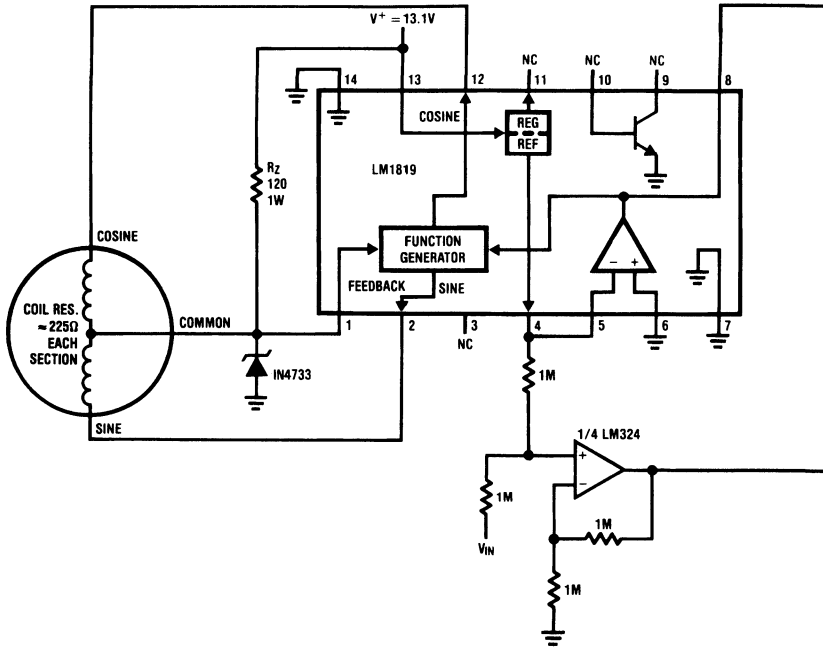 V+ = 13.1V
NC
NC
NC
14
13
12
11
10
9
8
COSINE
REG
REF
LM1819
RZ
120
1W
COSINE
FUNCTION
GENERATOR
- +
FEEDBACK
SINE
COIL RES.
≈ 225Ω
EACH
SECTION
COMMON
1
2
3
4
5
6
7
NC
IN4733
1M
SINE
1/4 LM324
+
-
1M
1M
VIN
1M